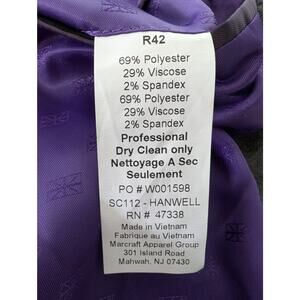 R42
69% Polyester
29% Viscose
2% Spandex
69% Polyester
29% Viscose
2% Spandex
Professional
Dry Clean only
Nettoyage A Sec
Seulement
PO # W001598
SC112 - HANWELL
RN # 47338
Made in Vietnam
Fabrique au Vietnam
Marcraft Apparel Group
301 Island Road
Mahwah, NJ 07430